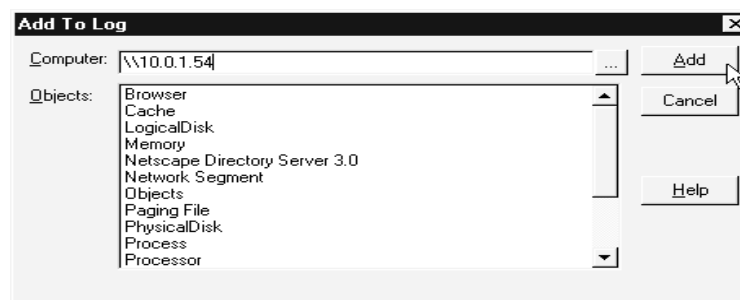 Add To Log
Computer: \\10.0.1.54 ... Add
Objects: Browser Cancel
Cache
LogicalDisk
Memory
Netscape Directory Server 3.0
Network Segment
Objects Help
Paging File
PhysicalDisk
Process
Processor